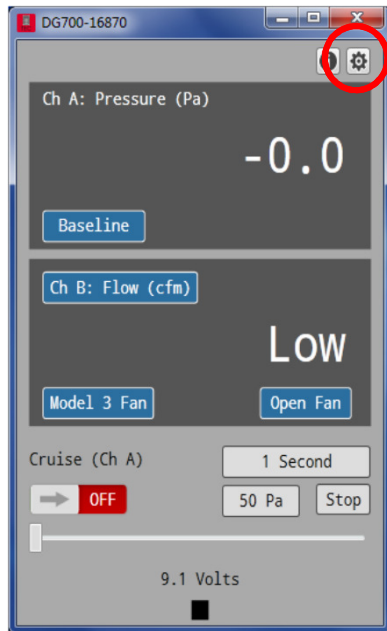 DG700-16870
Ch A: Pressure (Pa)
-0.0
Baseline
Ch B: Flow (cfm)
Low
Model 3 Fan Open Fan
Cruise (Ch A) 1 Second
OFF 50 Pa Stop
9.1 Volts